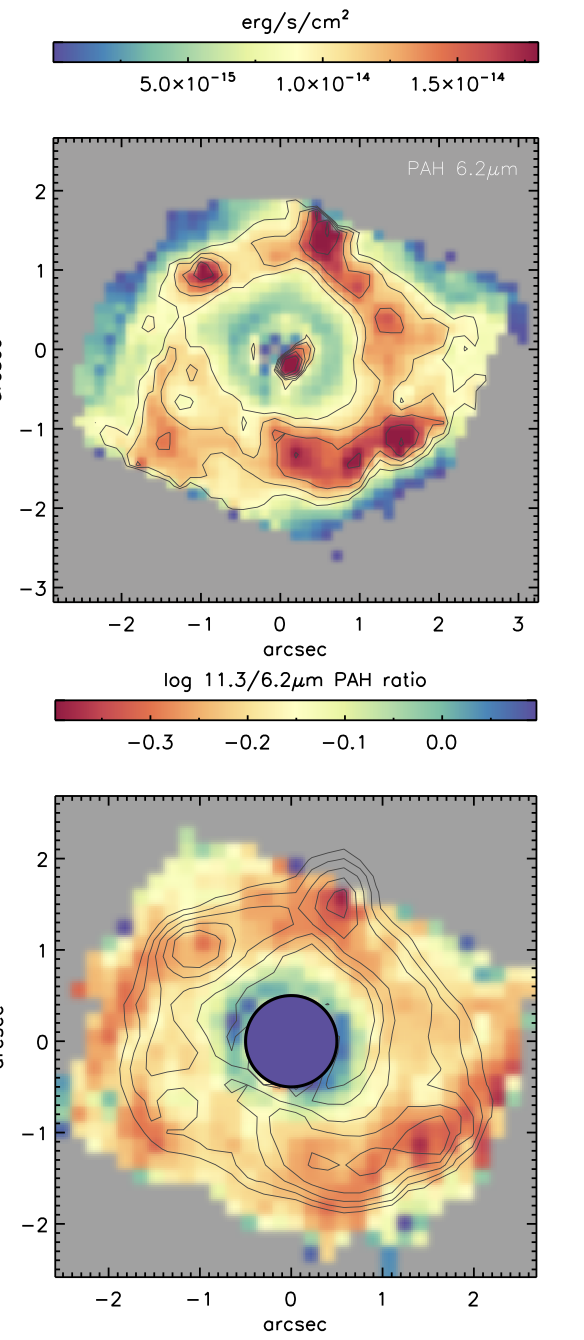 erg/s/cm²
5.0×10⁻¹⁵ 1.0×10⁻¹⁴ 1.5×10⁻¹⁴
PAH 6.2μm
2
1
0
−1
−2
−3
−2 −1 0 1 2 3
arcsec
log 11.3/6.2μm PAH ratio
−0.3 −0.2 −0.1 0.0
2
1
0
−1
−2
−2 −1 0 1 2
arcsec